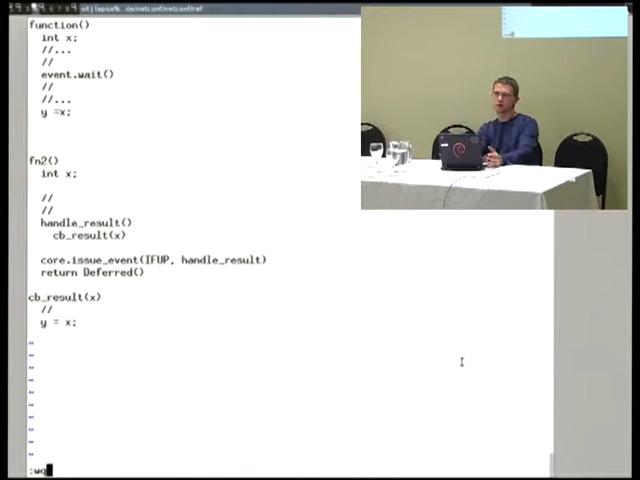 function()
int x;
//...
//
event.wait()
//
//...
y =x;
fn2()
int x;
//
//
handle_result()
cb_result(x)
core.issue_event(IFUP, handle_result)
return Deferred()
cb_result(x)
//
y = x;
~
~
~
~
~
~
~
~
~
~
:wq